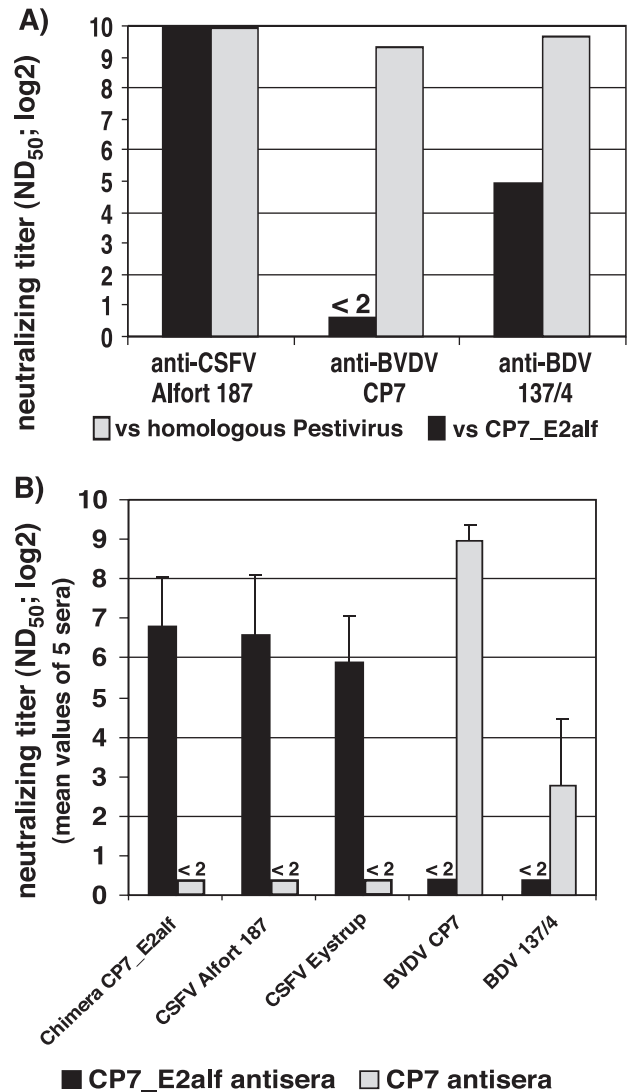 A)
neutralizing titer (ND50; log2)
10
9
8
7
6
5
4
3
2
1
0
< 2
anti-CSFV anti-BVDV anti-BDV
Alfort 187 CP7 137/4
vs homologous Pestivirus vs CP7_E2alf
B)
neutralizing titer (ND50; log2)
(mean values of 5 sera)
10
9
8
7
6
5
4
3
2
1
0
< 2 < 2 < 2 < 2 < 2
Chimera CP7_E2alf
CSFV Alfort 187
CSFV Eystrup
BVDV CP7
BDV 137/4
CP7_E2alf antisera CP7 antisera